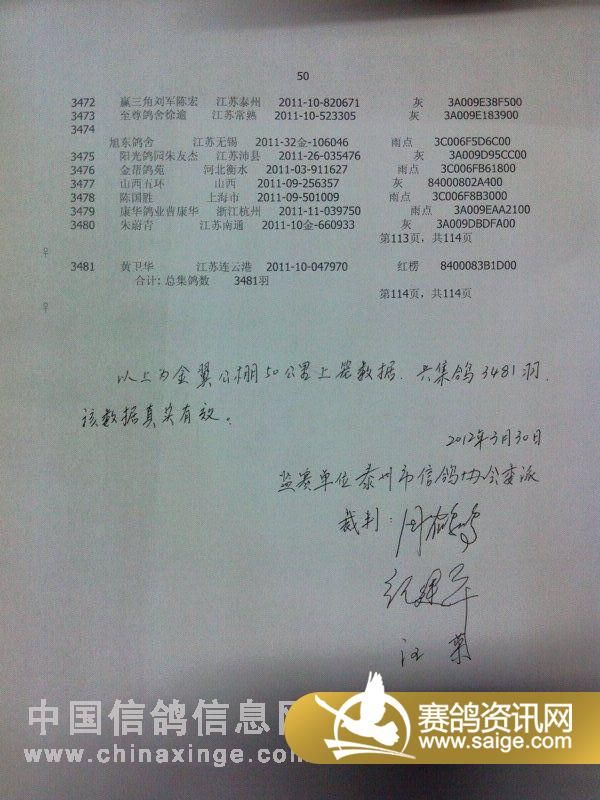 50
3472 赢三角刘军陈宏 江苏泰州 2011-10-820671 灰 3A009E38F500
3473 至尊鸽舍徐逾 江苏常熟 2011-10-523305 灰 3A009E183900
3474
旭东鸽舍 江苏无锡 2011-32金-106046 雨点 3C006F5D6C00
3475 阳光鸽园朱友杰 江苏沛县 2011-26-035476 灰 3A009D95CC00
3476 金帮鸽苑 河北衡水 2011-03-911627 雨点 3C006FB61800
3477 山西五环 山西 2011-09-256357 灰 84000802A400
3478 陈国胜 上海市 2011-09-501009 雨点 3C006F8B3000
3479 康华鸽业曹康华 浙江杭州 2011-11-039750 雨点 3A009EAA2100
3480 朱蔚青 江苏南通 2011-10金-660933 灰 3A009DBDFA00
第113页，共114页
3481 黄卫华 江苏连云港 2011-10-047970 红楞 8400083B1D00
合计: 总集鸽数 3481羽
第114页，共114页
以上为金翼公棚50公里上笼数据．共集鸽3481羽．
该数据真实有效。
2012年3月30日
监赛单位泰州市信鸽协会委派
裁判：周鹤鸣
汪菊
中国信鸽信息网
www.chinaxinge.com
赛鸽资讯网
www.saige.com